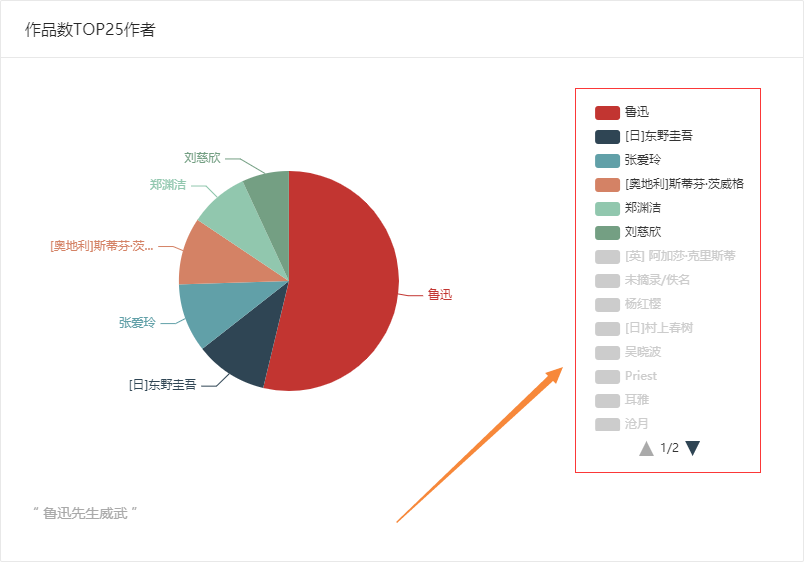 作品数TOP25作者
刘慈欣
郑渊洁
[奥地利]斯蒂芬·茨...
张爱玲
[日]东野圭吾
鲁迅
鲁迅
[日]东野圭吾
张爱玲
[奥地利]斯蒂芬·茨威格
郑渊洁
刘慈欣
[英] 阿加莎·克里斯蒂
未摘录/佚名
杨红樱
[日]村上春树
吴晓波
Priest
耳雅
沧月
1/2
" 鲁迅先生威武 "